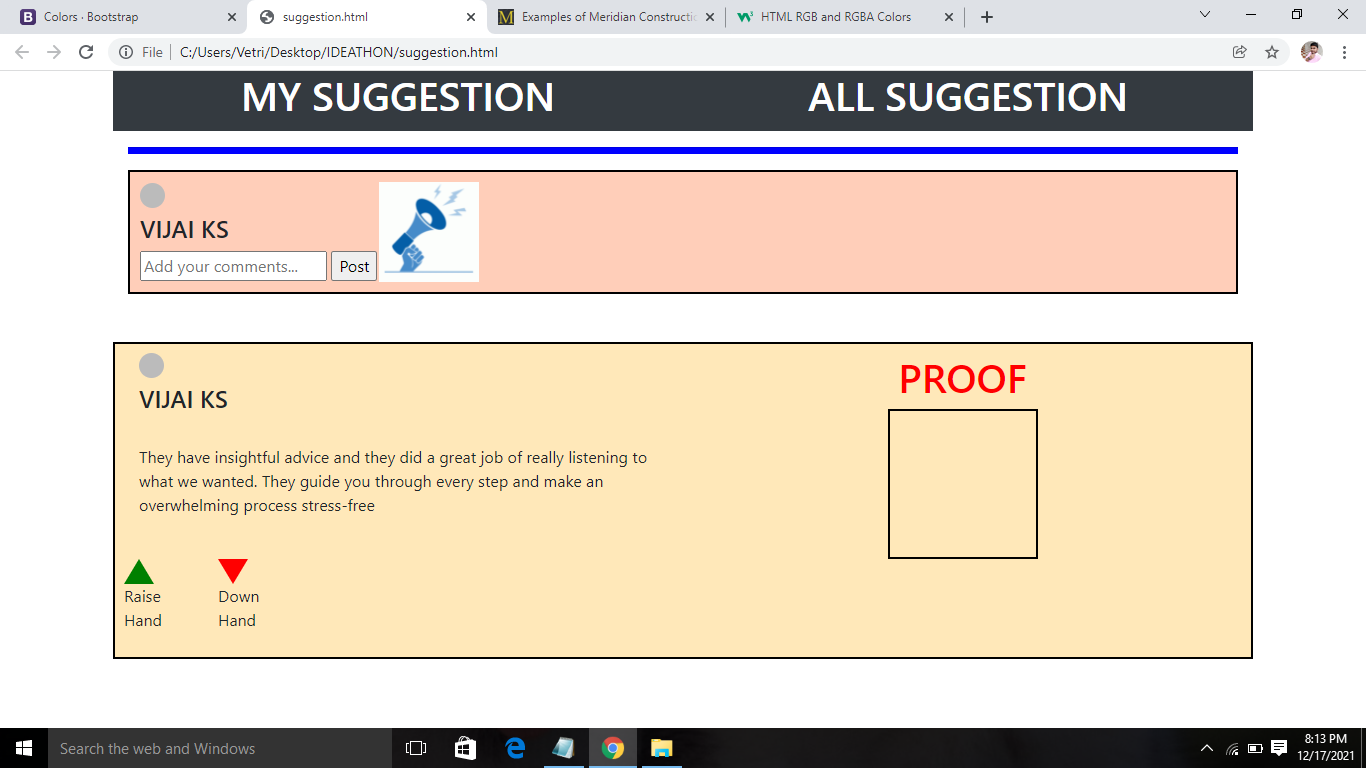 Colors · Bootstrap
suggestion.html
Examples of Meridian Constructic
HTML RGB and RGBA Colors
File
C:/Users/Vetri/Desktop/IDEATHON/suggestion.html
MY SUGGESTION
ALL SUGGESTION
VIJAI KS
Add your comments...
Post
VIJAI KS
PROOF
They have insightful advice and they did a great job of really listening to
what we wanted. They guide you through every step and make an
overwhelming process stress-free
Raise
Hand
Down
Hand
Search the web and Windows
8:13 PM
12/17/2021